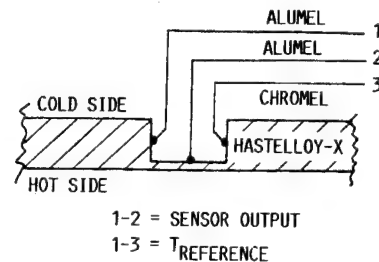 ALUMEL
1
ALUMEL
2
3
CHROMEL
COLD SIDE
HASTELLOY-X
HOT SIDE
1-2 = SENSOR OUTPUT
1-3 = TREFERENCE